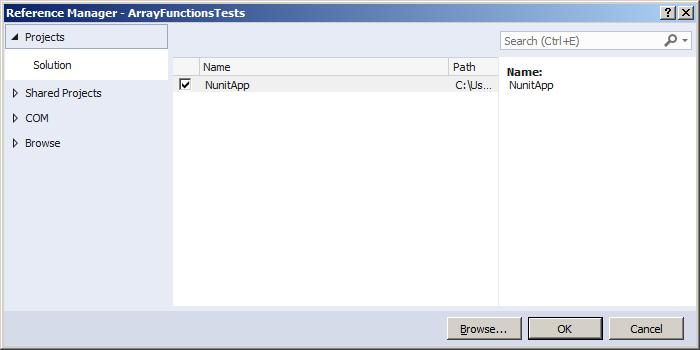 Reference Manager - ArrayFunctionsTests
Projects
Solution
Shared Projects
COM
Browse
Search (Ctrl+E)
Name Path
NunitApp C:\Us...
Name:
NunitApp
Browse... OK Cancel